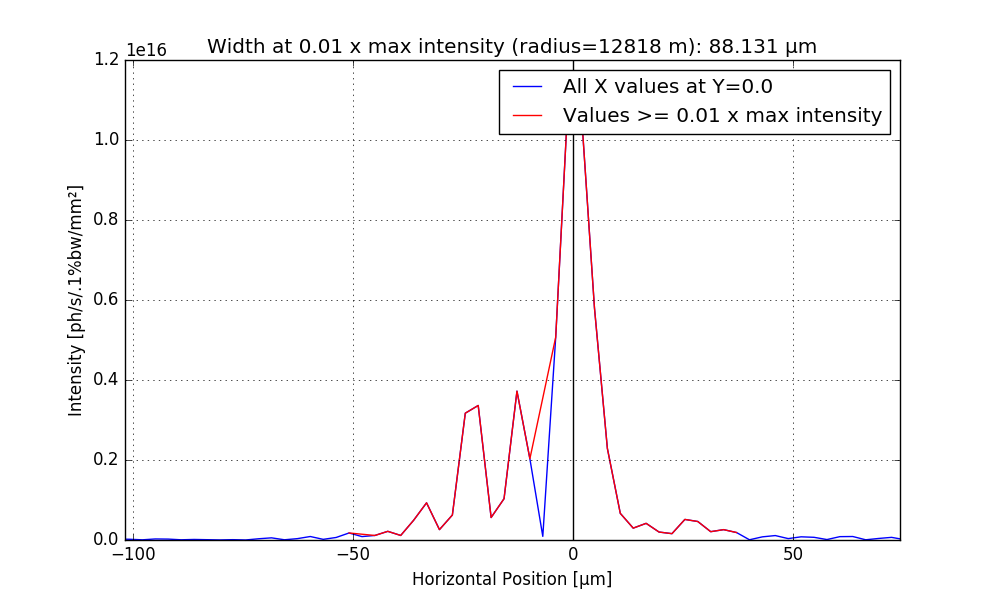 Width at 0.01 x max intensity (radius=12818 m): 88.131 µm
1e16
All X values at Y=0.0
Values >= 0.01 x max intensity
1.2
1.0
0.8
0.6
0.4
0.2
0.0
Intensity [ph/s/.1%bw/mm²]
−100
−50
0
50
Horizontal Position [µm]